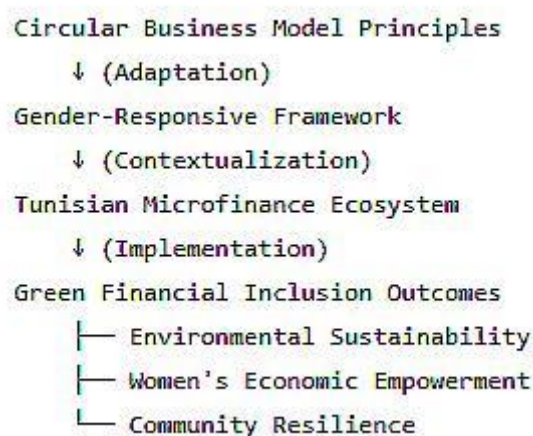 Circular Business Model Principles
↓ (Adaptation)
Gender-Responsive Framework
↓ (Contextualization)
Tunisian Microfinance Ecosystem
↓ (Implementation)
Green Financial Inclusion Outcomes
├── Environmental Sustainability
├── Women's Economic Empowerment
└── Community Resilience